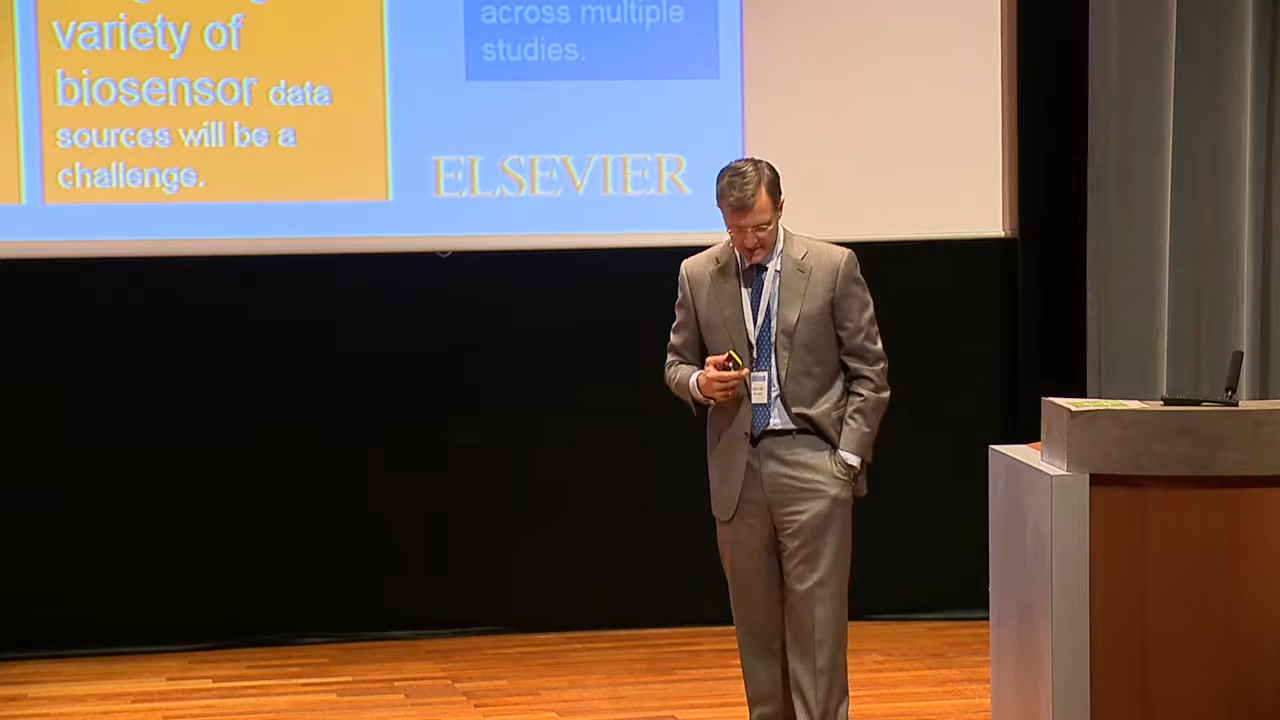 variety of
biosensor data
sources will be a
challenge.
across multiple
studies.
ELSEVIER